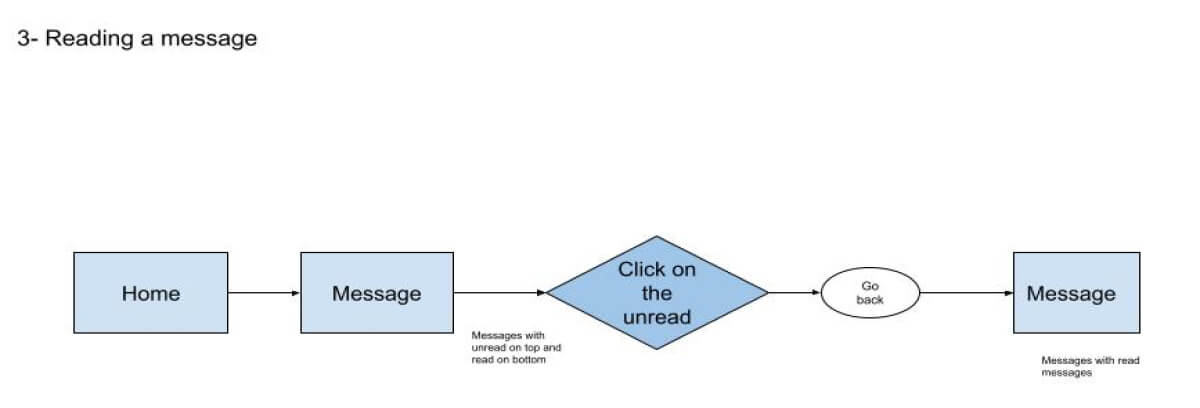 3- Reading a message
Home
Message
Messages with
unread on top and
read on bottom
Click on
the
unread
Go
back
Message
Messages with read
messages